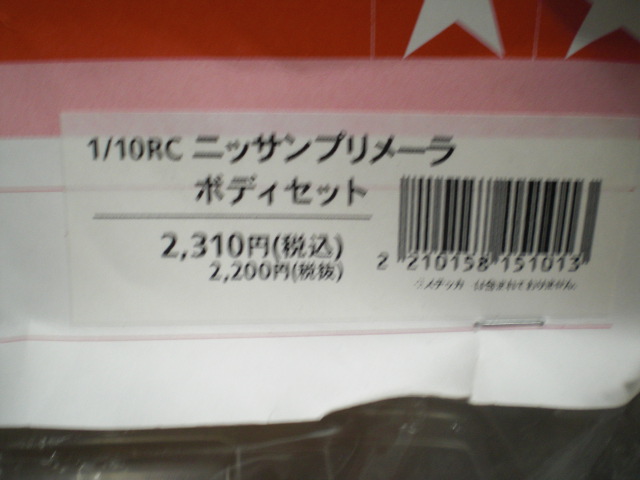 1/10RC ニッサンプリメーラ
ボディセット
2,310円(税込)
2,200円(税抜)
2 210158 151013